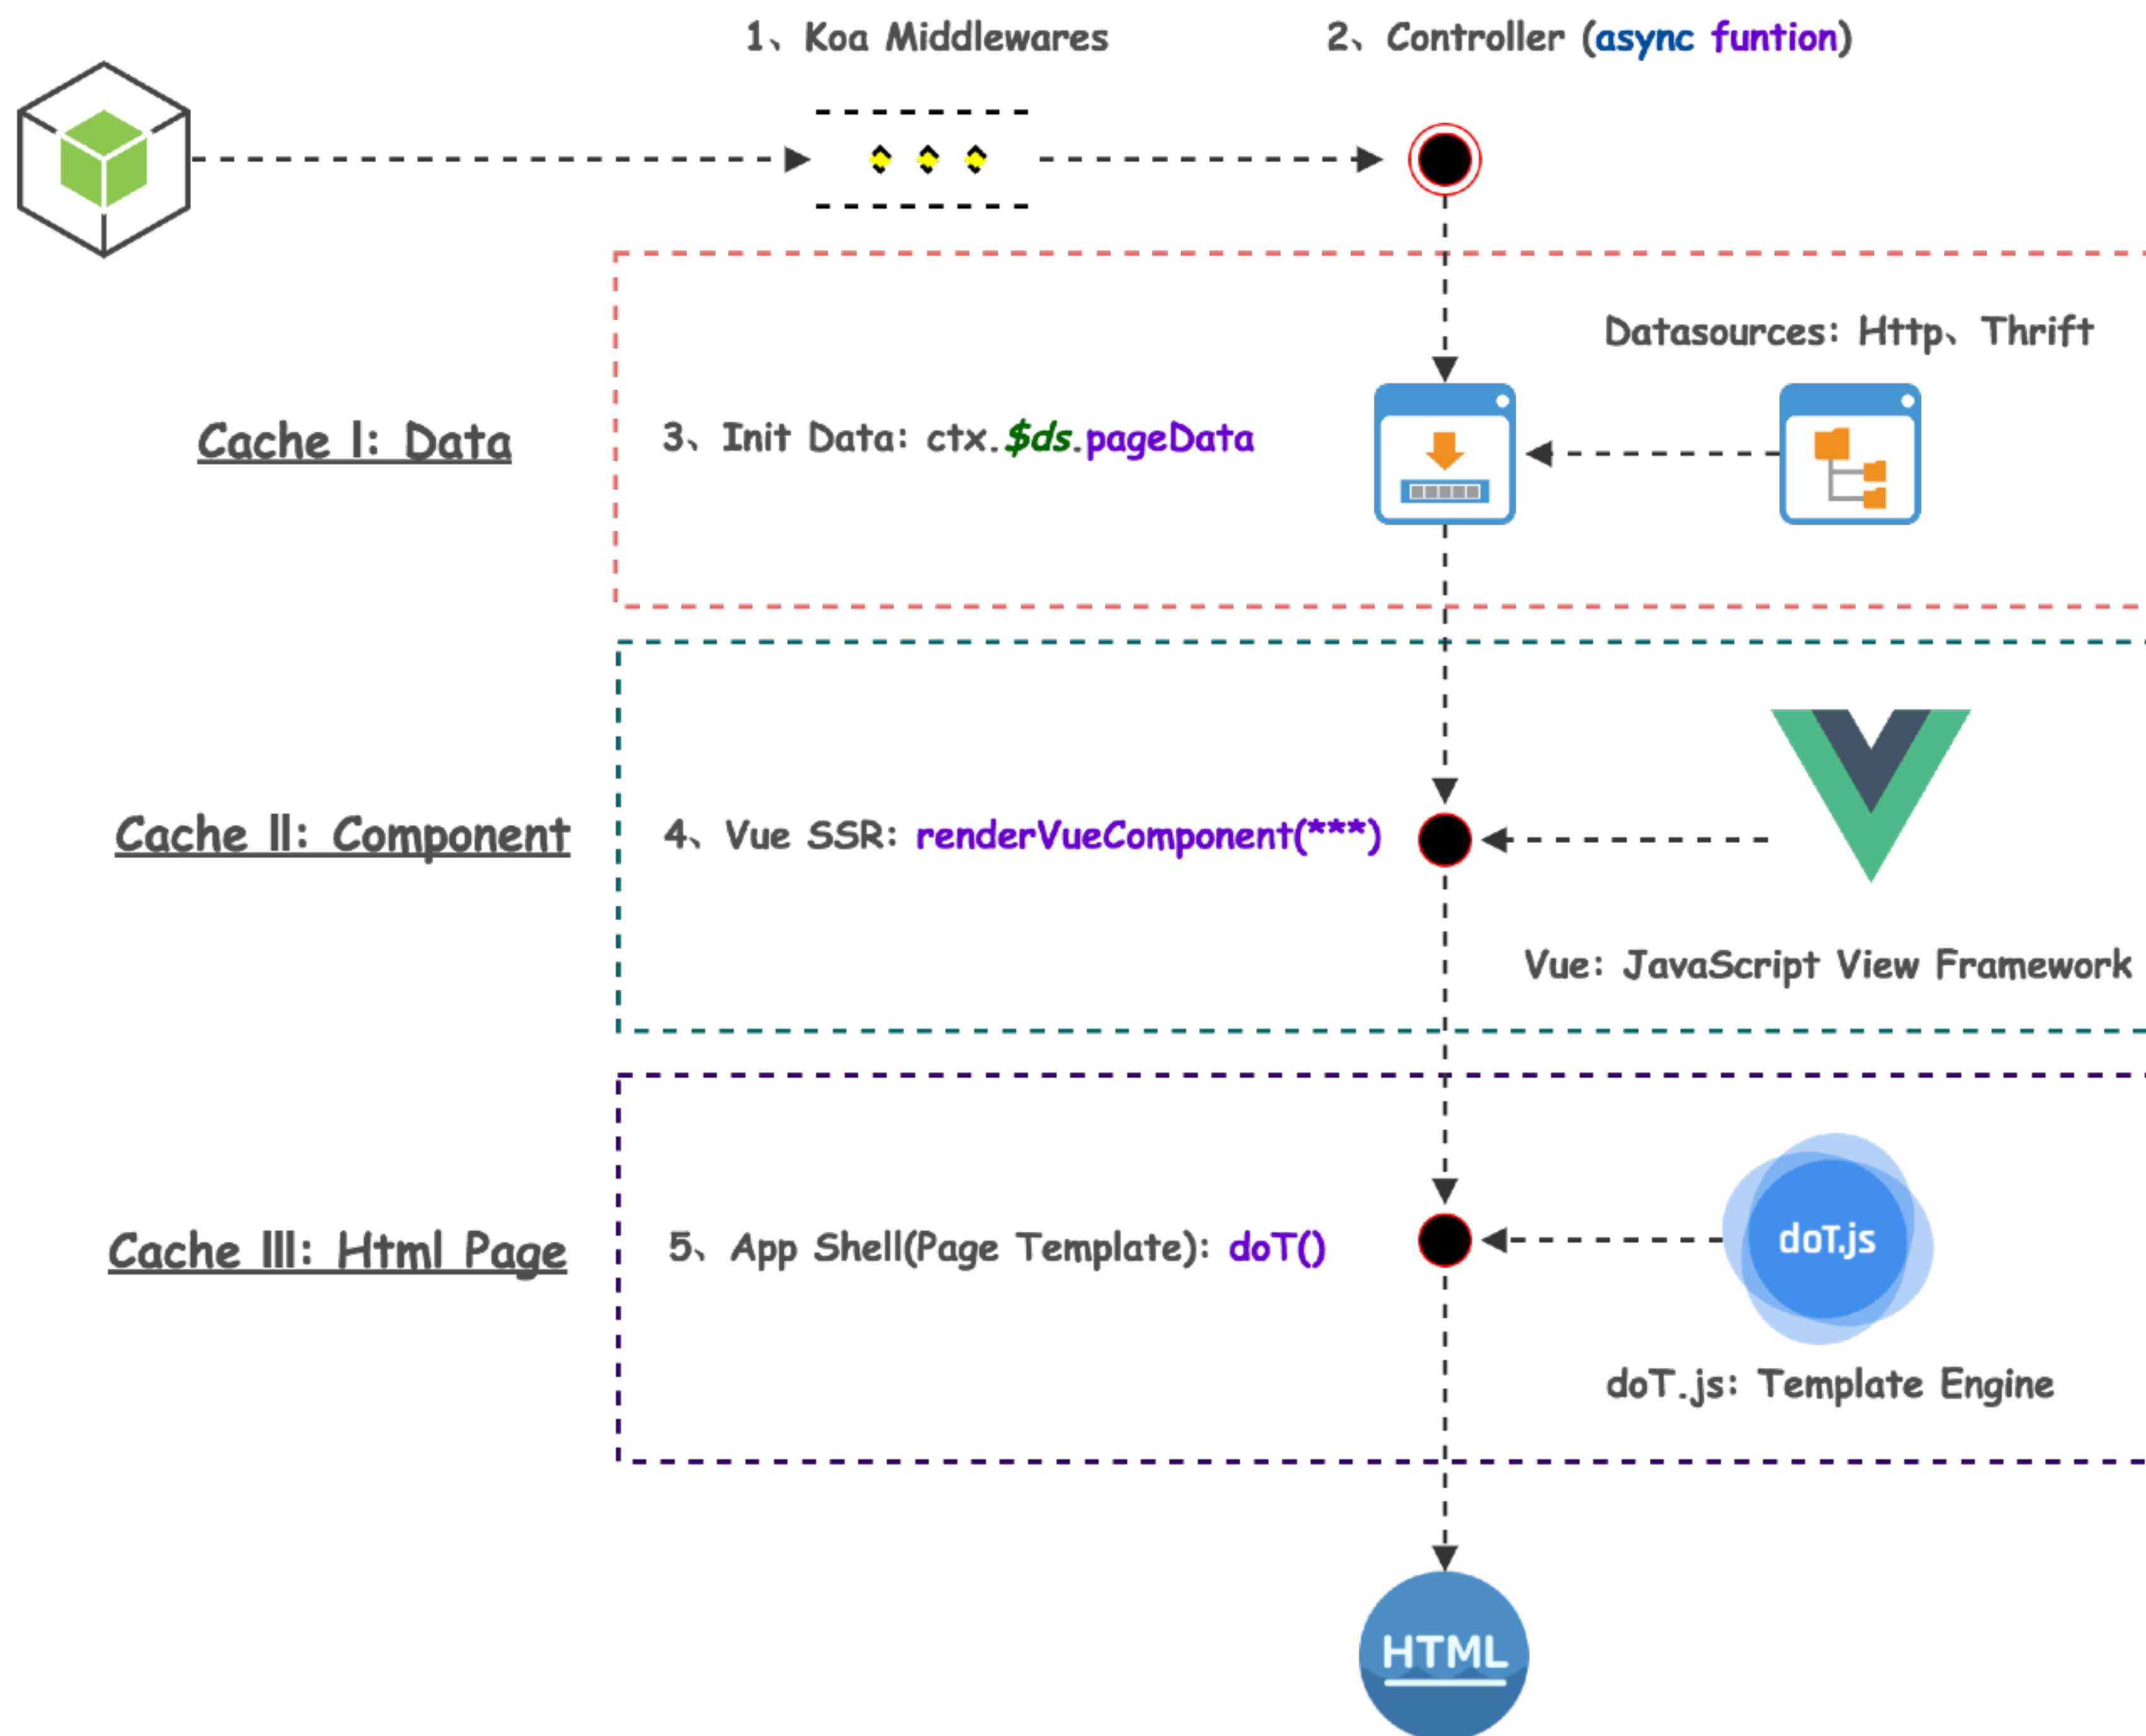 1、Koa Middlewares
2、Controller (async funtion)
Datasources: Http、Thrift
Cache I: Data
3、Init Data: ctx.$ds.pageData
Cache II: Component
4、Vue SSR: renderVueComponent(***)
Vue: JavaScript View Framework
Cache III: Html Page
5、App Shell(Page Template): doT()
doT.js
doT.js: Template Engine
HTML